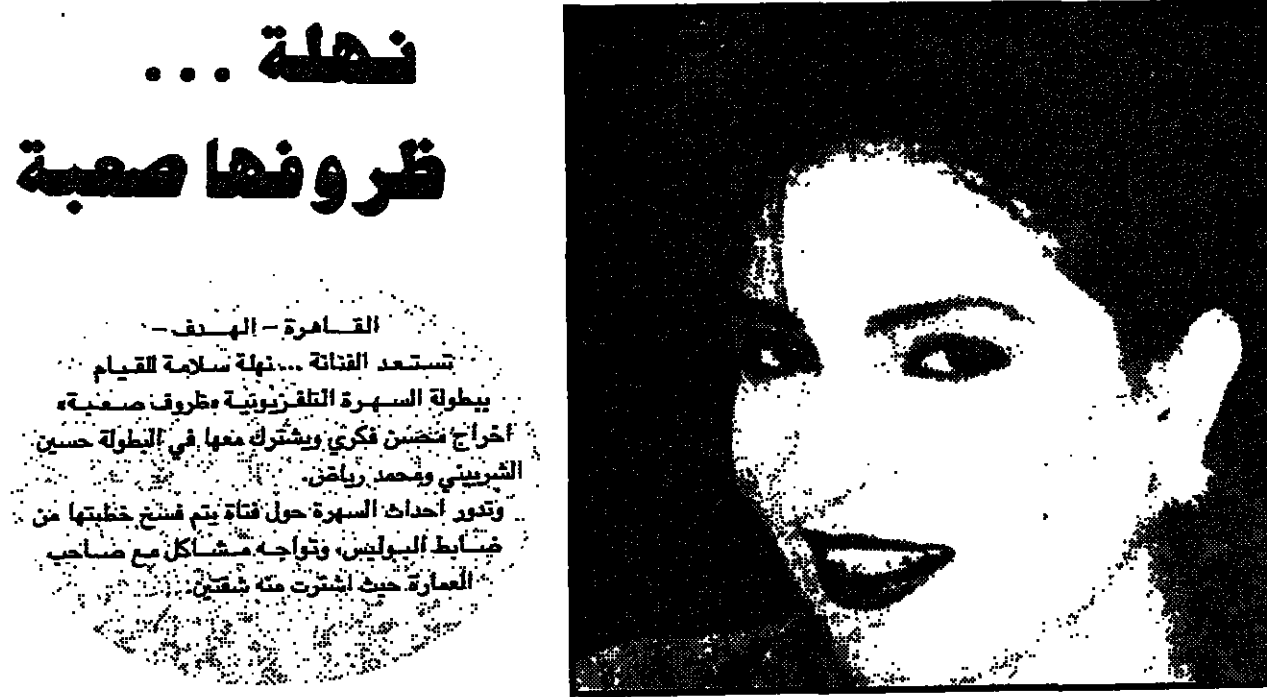 نهلة ...
ظروفها صعبة
القاهرة - الهدف -
تستعد الفنانة ... نهلة سلامة للقيام
ببطولة السهرة التلفزيونية «ظروف صعبة»
اخراج محسن فكري ويشترك معها في البطولة حسين
الشربيني ومحمد رياض.
وتدور احداث السهرة حول فتاة يتم فسخ خطبتها من
ضابط البوليس، وتواجه مشاكل مع صاحب
العمارة حيث اشترت منه شقتين.